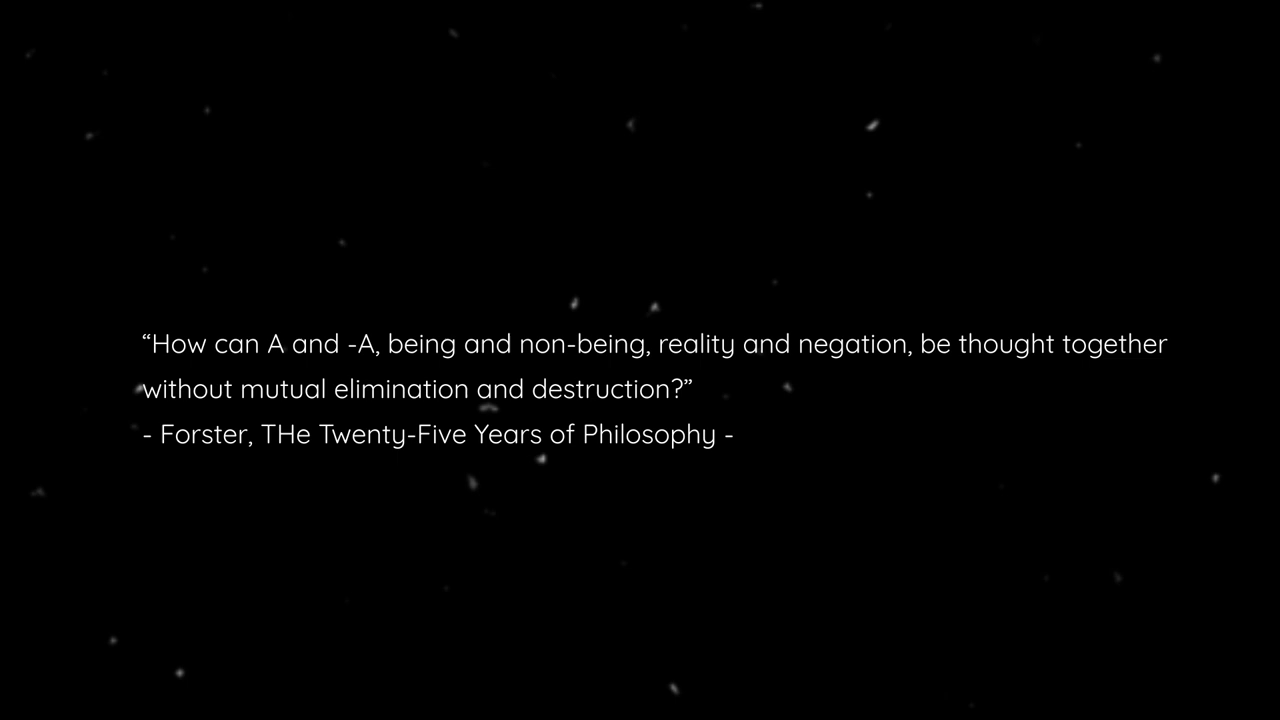 “How can A and -A, being and non-being, reality and negation, be thought together
without mutual elimination and destruction?”
- Forster, THe Twenty-Five Years of Philosophy -